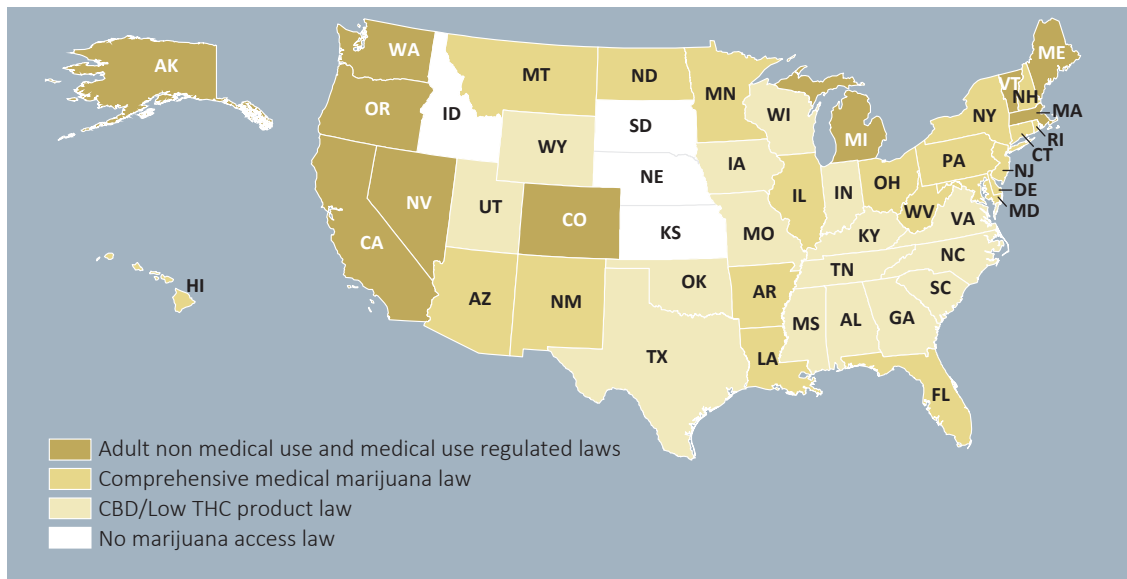 AK
WA
ME
MT
ND
VT
MN
NH
OR
MA
ID
SD
WI
NY
RI
MI
WY
CT
PA
IA
NJ
NE
OH
IN
DE
NV
UT
IL
MD
WV
VA
CO
KS
MO
KY
CA
NC
TN
OK
HI
SC
AZ
NM
AR
MS
AL
GA
TX
LA
FL
Adult non medical use and medical use regulated laws
Comprehensive medical marijuana law
CBD/Low THC product law
No marijuana access law